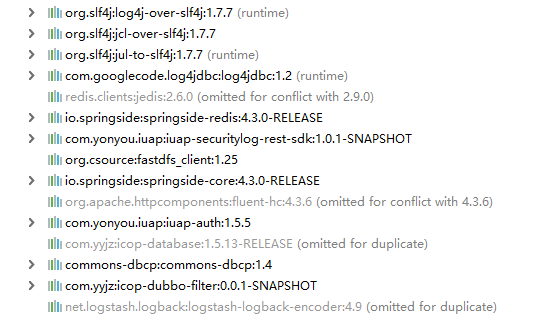 org.slf4j:log4j-over-slf4j:1.7.7 (runtime)
org.slf4j:jcl-over-slf4j:1.7.7
org.slf4j:jul-to-slf4j:1.7.7 (runtime)
com.googlecode.log4jdbc:log4jdbc:1.2 (runtime)
redis.clients:jedis:2.6.0 (omitted for conflict with 2.9.0)
io.springside:springside-redis:4.3.0-RELEASE
com.yonyou.iuap:iuap-securitylog-rest-sdk:1.0.1-SNAPSHOT
org.csource:fastdfs_client:1.25
io.springside:springside-core:4.3.0-RELEASE
org.apache.httpcomponents:fluent-hc:4.3.6 (omitted for conflict with 4.3.6)
com.yonyou.iuap:iuap-auth:1.5.5
com.yyjz:icop-database:1.5.13-RELEASE (omitted for duplicate)
commons-dbcp:commons-dbcp:1.4
com.yyjz:icop-dubbo-filter:0.0.1-SNAPSHOT
net.logstash.logback:logstash-logback-encoder:4.9 (omitted for duplicate)